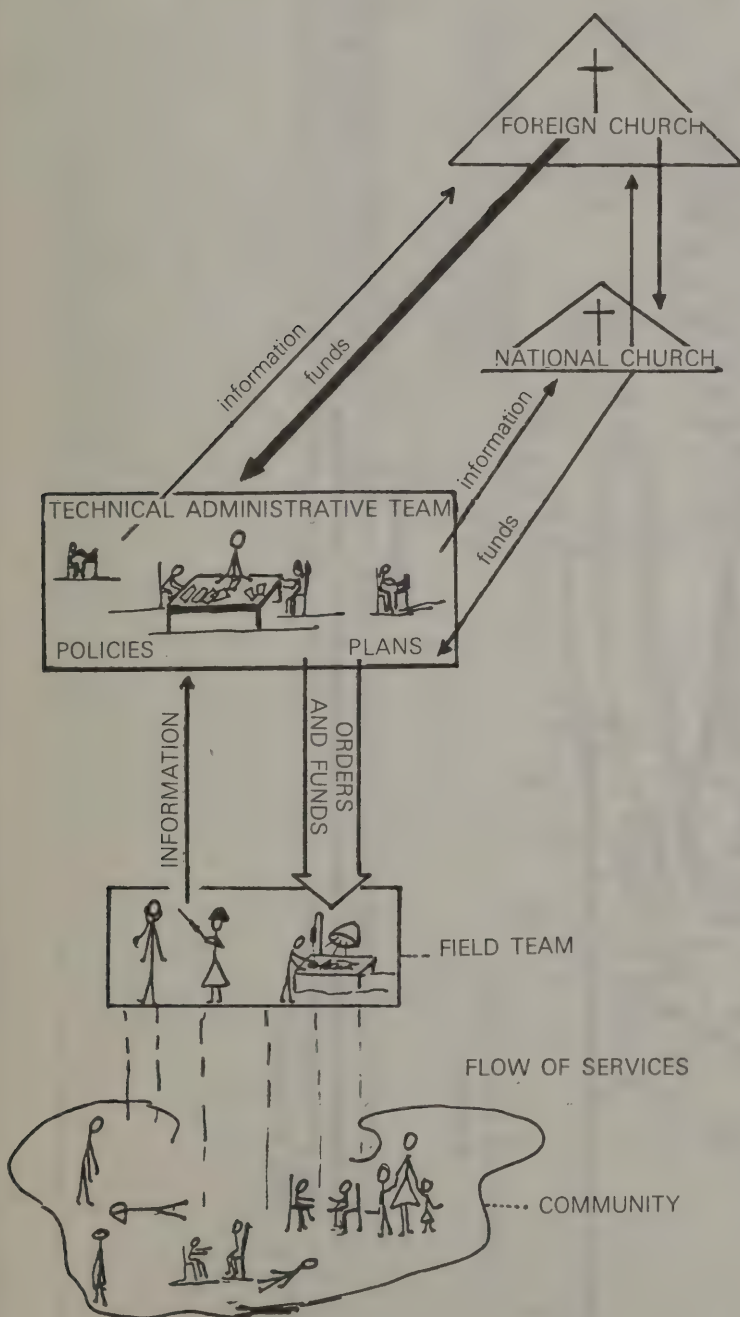 FOREIGN CHURCH
information
funds
NATIONAL CHURCH
information
funds
TECHNICAL ADMINISTRATIVE TEAM
POLICIES
PLANS
INFORMATION
ORDERS
AND FUNDS
FIELD TEAM
FLOW OF SERVICES
COMMUNITY